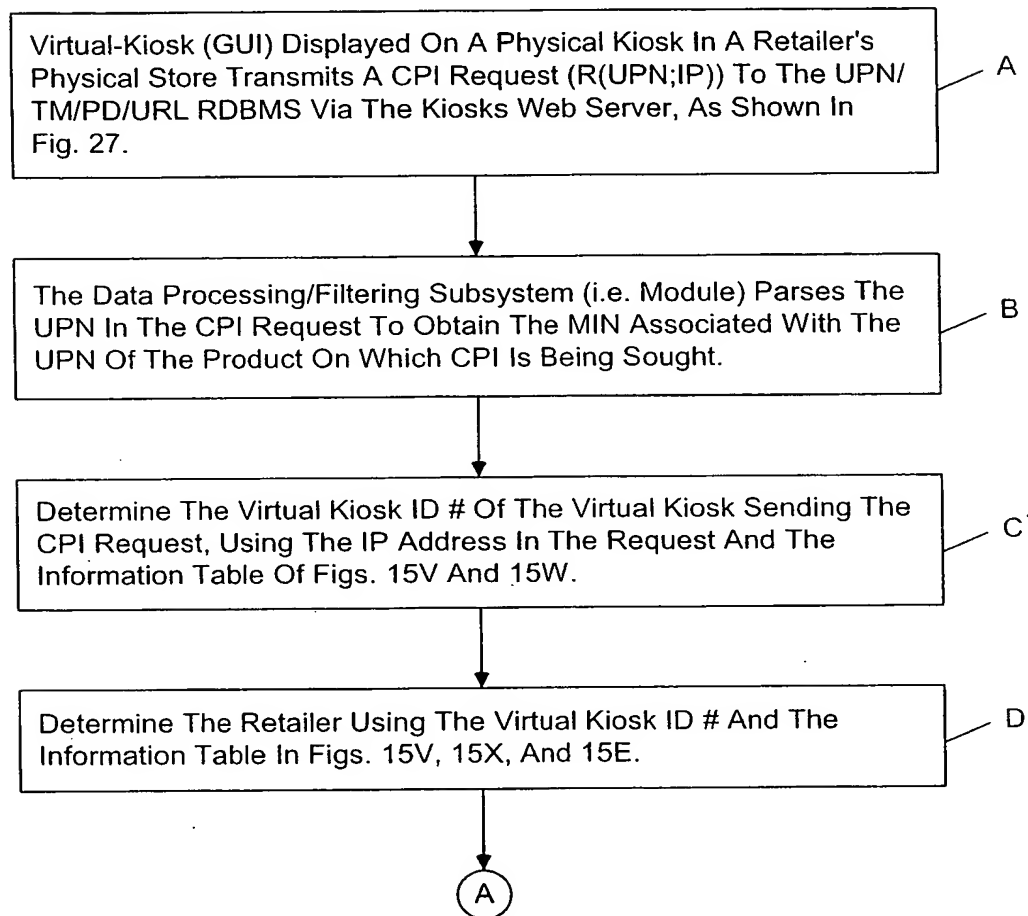 Virtual-Kiosk (GUI) Displayed On A Physical Kiosk In A Retailer's
Physical Store Transmits A CPI Request (R(UPN;IP)) To The UPN/
TM/PD/URL RDBMS Via The Kiosks Web Server, As Shown In
Fig. 27.
A
The Data Processing/Filtering Subsystem (i.e. Module) Parses The
UPN In The CPI Request To Obtain The MIN Associated With The
UPN Of The Product On Which CPI Is Being Sought.
B
Determine The Virtual Kiosk ID # Of The Virtual Kiosk Sending The
CPI Request, Using The IP Address In The Request And The
Information Table Of Figs. 15V And 15W.
C
Determine The Retailer Using The Virtual Kiosk ID # And The
Information Table In Figs. 15V, 15X, And 15E.
D
A